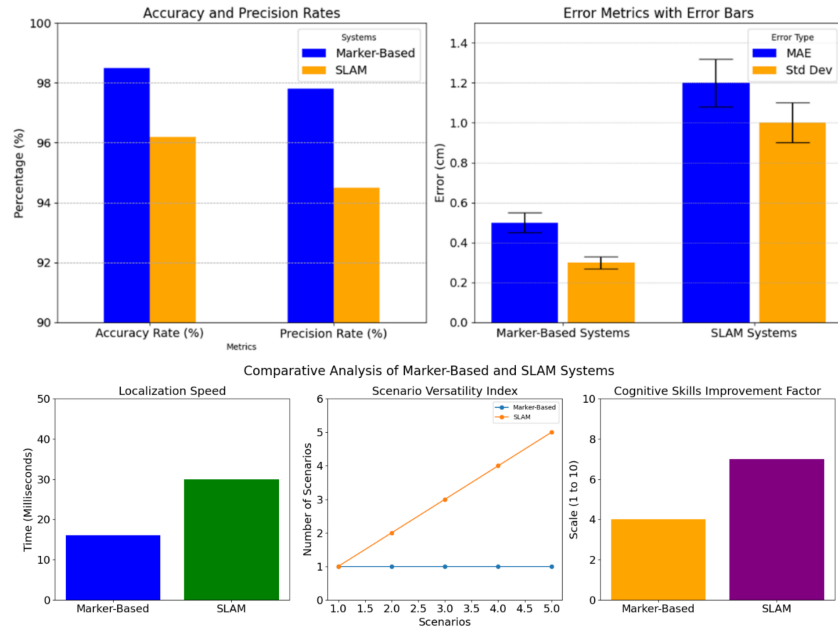 Accuracy and Precision Rates
100
98
96
94
92
90
Percentage (%)
Systems
Marker-Based
SLAM
Accuracy Rate (%)
Precision Rate (%)
Metrics
Error Metrics with Error Bars
1.4
1.2
1.0
0.8
0.6
0.4
0.2
0.0
Error (cm)
Error Type
MAE
Std Dev
Marker-Based Systems
SLAM Systems
Comparative Analysis of Marker-Based and SLAM Systems
Localization Speed
50
40
30
20
10
0
Time (Milliseconds)
Marker-Based
SLAM
Scenario Versatility Index
6
5
4
3
2
1
0
Number of Scenarios
Marker-Based
SLAM
1.0 1.5 2.0 2.5 3.0 3.5 4.0 4.5 5.0
Scenarios
Cognitive Skills Improvement Factor
10
8
6
4
2
0
Scale (1 to 10)
Marker-Based
SLAM